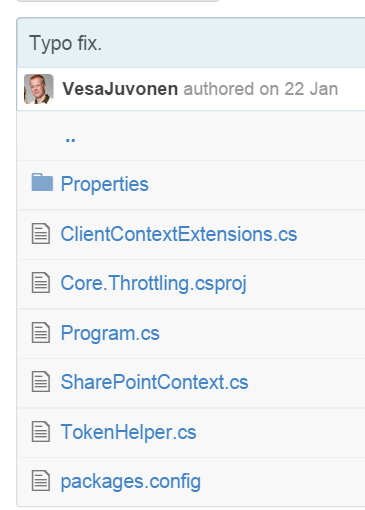 Typo fix.
VesaJuvonen authored on 22 Jan
..
Properties
ClientContextExtensions.cs
Core.Throttling.csproj
Program.cs
SharePointContext.cs
TokenHelper.cs
packages.config